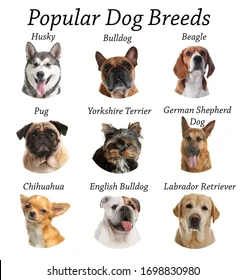 Popular Dog Breeds
Husky
Bulldog
Beagle
Pug
Yorkshire Terrier
German Shepherd
Dog
Chihuahua
English Bulldog
Labrador Retriever
shutterstock.com · 1698830980